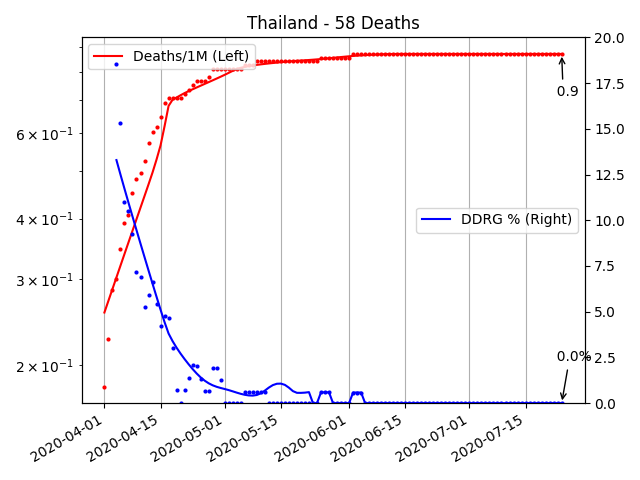 Thailand - 58 Deaths
Deaths/1M (Left)
DDRG % (Right)
6 × 10⁻¹
4 × 10⁻¹
3 × 10⁻¹
2 × 10⁻¹
20.0
17.5
15.0
12.5
10.0
7.5
5.0
2.5
0.0
0.9
0.0%
2020-04-01
2020-04-15
2020-05-01
2020-05-15
2020-06-01
2020-06-15
2020-07-01
2020-07-15